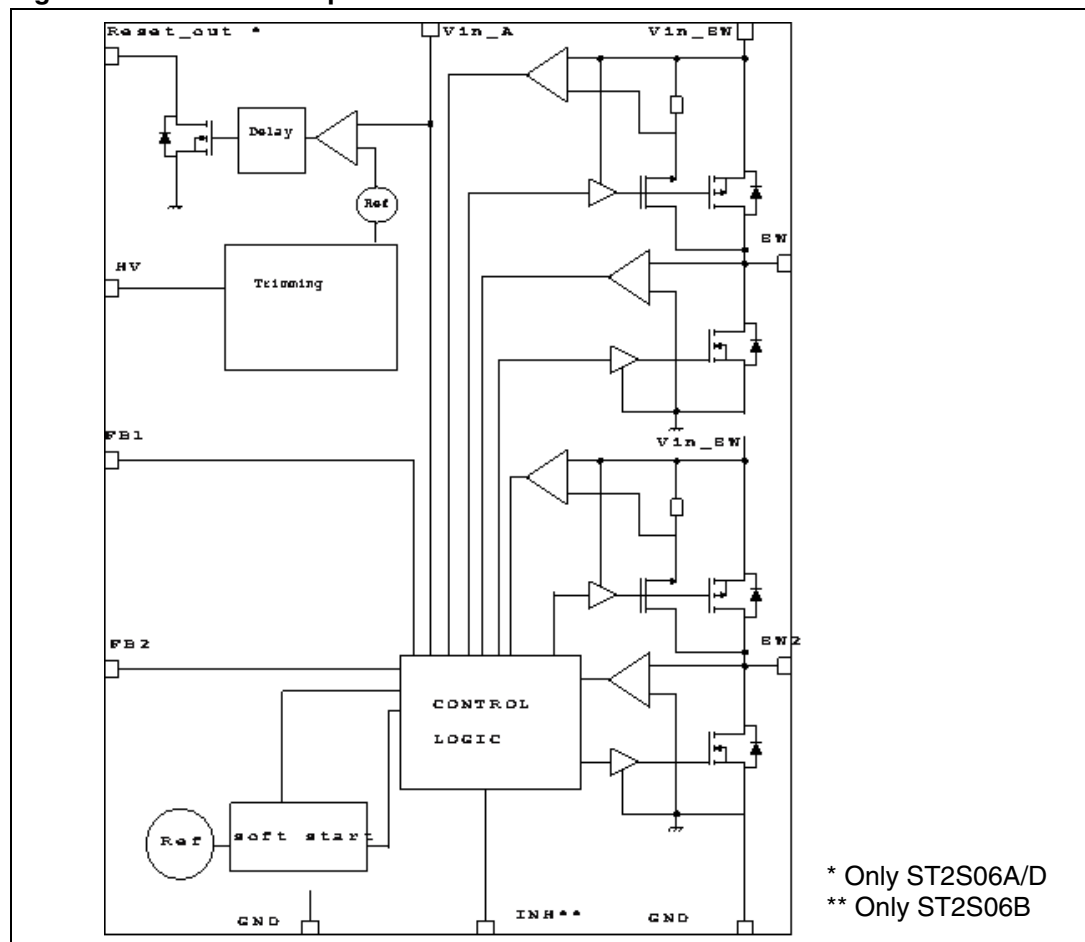 Reset_out *
Vin_A
Vin_SW
Delay
Ref
SW
HV
Trimming
FB1
Vin_SW
FB2
SW2
CONTROL
LOGIC
Ref
soft start
GND
INH**
GND
* Only ST2S06A/D
** Only ST2S06B